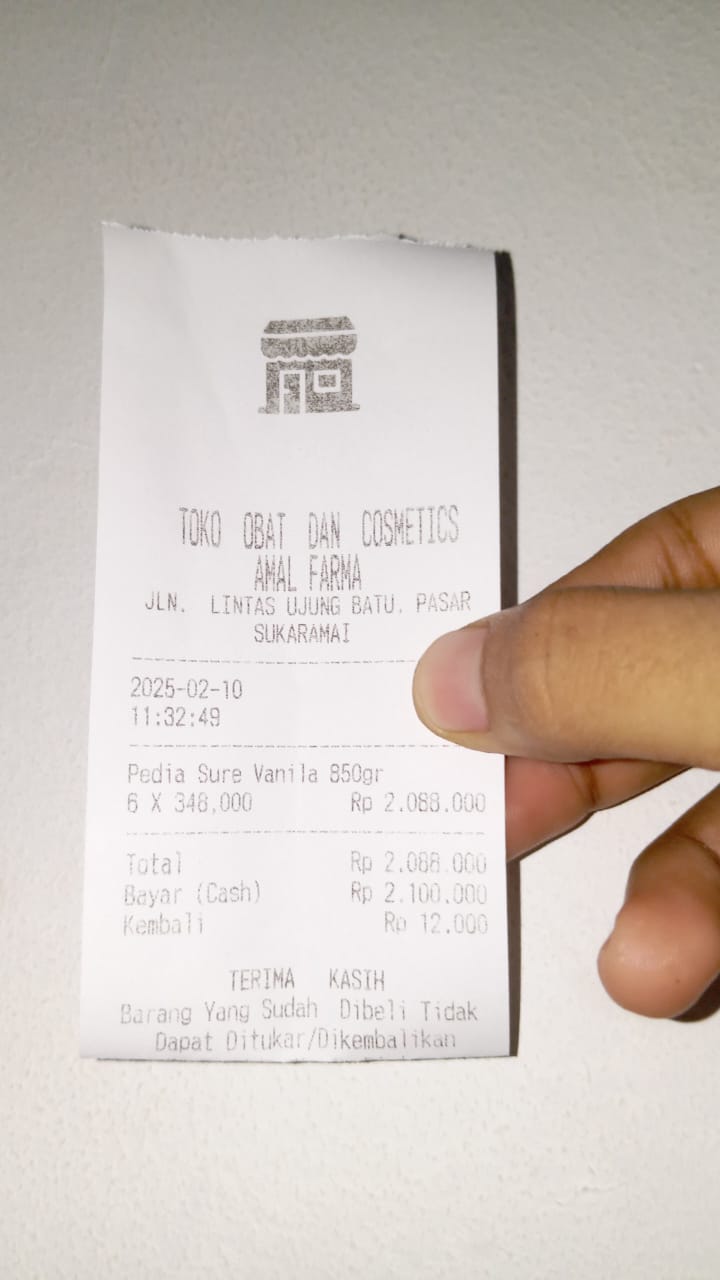 TOKO OBAT DAN COSMETICS
AMAL FARMA
JLN. LINTAS UJUNG BATU. PASAR
SUKARAMAI
2025-02-10
11:32:49
Pedia Sure Vanila 850gr
6 X 348,000 Rp 2.088.000
Total Rp 2.088.000
Bayar (Cash) Rp 2.100.000
Kembali Rp 12.000
TERIMA KASIH
Barang Yang Sudah Dibeli Tidak
Dapat Ditukar/Dikembalikan